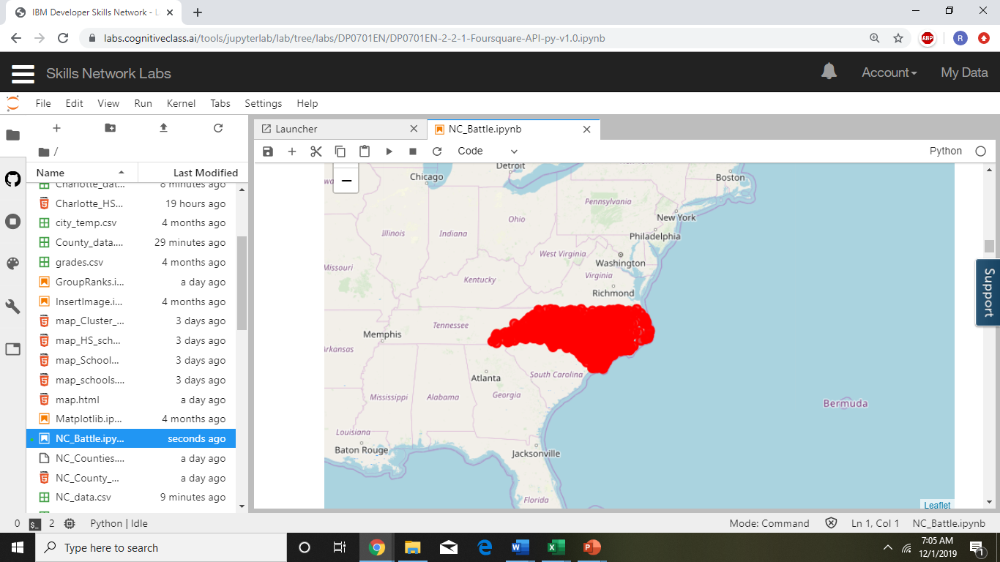 IBM Developer Skills Network - L
labs.cognitiveclass.ai/tools/jupyterlab/lab/tree/labs/DP0701EN/DP0701EN-2-2-1-Foursquare-API-py-v1.0.ipynb
ABP
R
Skills Network Labs
Account
My Data
File Edit View Run Kernel Tabs Settings Help
Launcher
NC_Battle.ipynb
/
Code
Python
Name Last Modified
Charlotte_dat... 8 minutes ago
Charlotte_HS... 19 hours ago
city_temp.csv 4 months ago
County_data.... 29 minutes ago
grades.csv 4 months ago
GroupRanks.i... a day ago
InsertImage.i... 4 months ago
map_Cluster_... 3 days ago
map_HS_sch... 3 days ago
map_School... 3 days ago
map_schools.... 3 days ago
map.html a day ago
Matplotlib.ip... 4 months ago
NC_Battle.ipy... seconds ago
NC_Counties.... a day ago
NC_County_... a day ago
NC_data.csv 9 minutes ago
−
Detroit
Chicago
Boston
Pennsylvania
New York
Ohio
Illinois
Indiana
Philadelphia
West Virginia
Washington
Missouri
Virginia
Kentucky
Richmond
Tennessee
Memphis
Arkansas
Atlanta
South Carolina
Mississippi
Alabama
Georgia
Bermuda
Louisiana
Baton Rouge
Jacksonville
Florida
Leaflet
Support
0
$_
2
Python | Idle
Mode: Command
Ln 1, Col 1
NC_Battle.ipynb
Type here to search
7:05 AM
12/1/2019
1